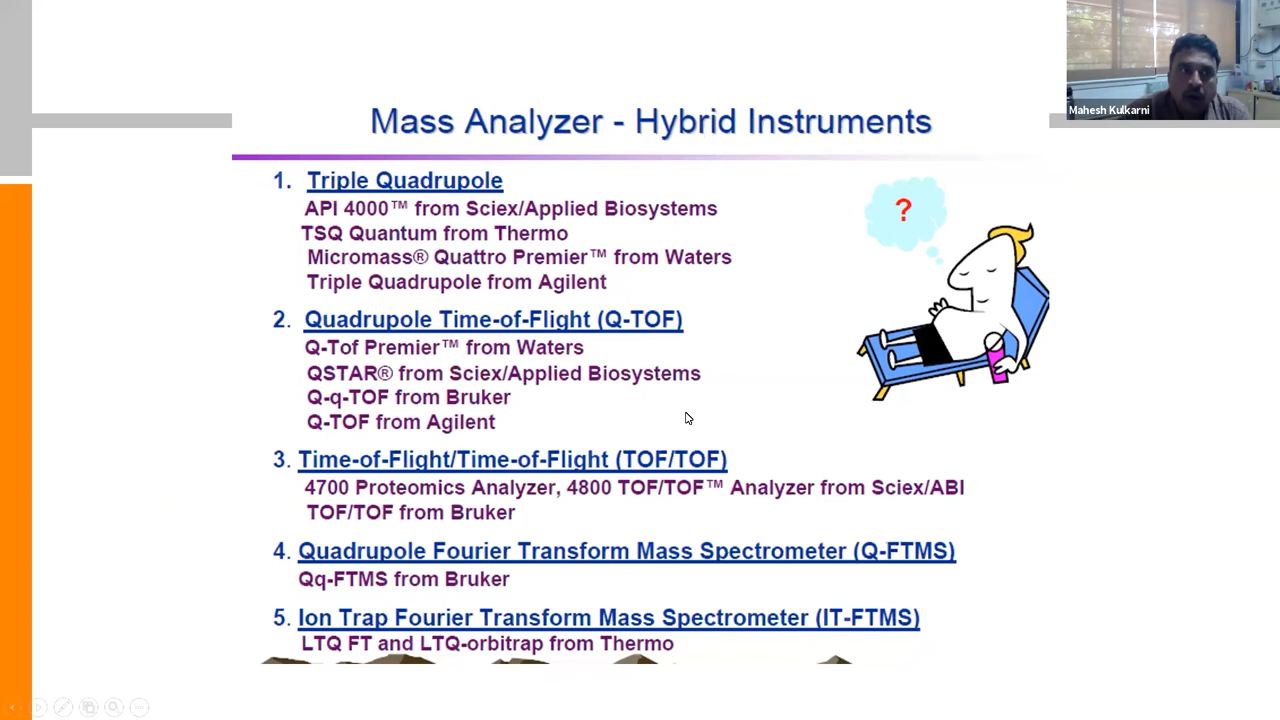 Mahesh Kulkarni
Mass Analyzer - Hybrid Instruments
1. Triple Quadrupole
API 4000™ from Sciex/Applied Biosystems
TSQ Quantum from Thermo
Micromass® Quattro Premier™ from Waters
Triple Quadrupole from Agilent
?
2. Quadrupole Time-of-Flight (Q-TOF)
Q-Tof Premier™ from Waters
QSTAR® from Sciex/Applied Biosystems
Q-q-TOF from Bruker
Q-TOF from Agilent
3. Time-of-Flight/Time-of-Flight (TOF/TOF)
4700 Proteomics Analyzer, 4800 TOF/TOF™ Analyzer from Sciex/ABI
TOF/TOF from Bruker
4. Quadrupole Fourier Transform Mass Spectrometer (Q-FTMS)
Qq-FTMS from Bruker
5. Ion Trap Fourier Transform Mass Spectrometer (IT-FTMS)
LTQ FT and LTQ-orbitrap from Thermo